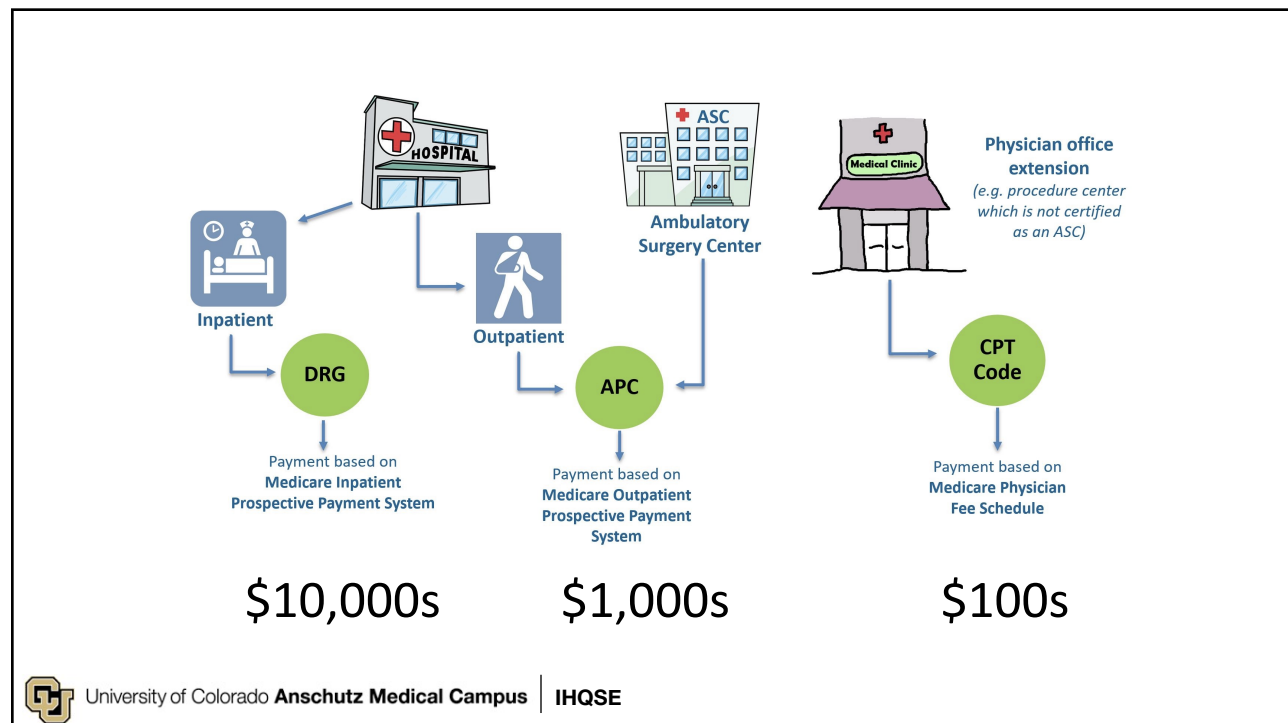 HOSPITAL
ASC
Ambulatory
Surgery Center
Medical Clinic
Physician office
extension
(e.g. procedure center
which is not certified
as an ASC)
Inpatient
Outpatient
DRG
APC
CPT
Code
Payment based on
Medicare Inpatient
Prospective Payment System
Payment based on
Medicare Outpatient
Prospective Payment
System
Payment based on
Medicare Physician
Fee Schedule
$10,000s
$1,000s
$100s
University of Colorado Anschutz Medical Campus | IHQSE